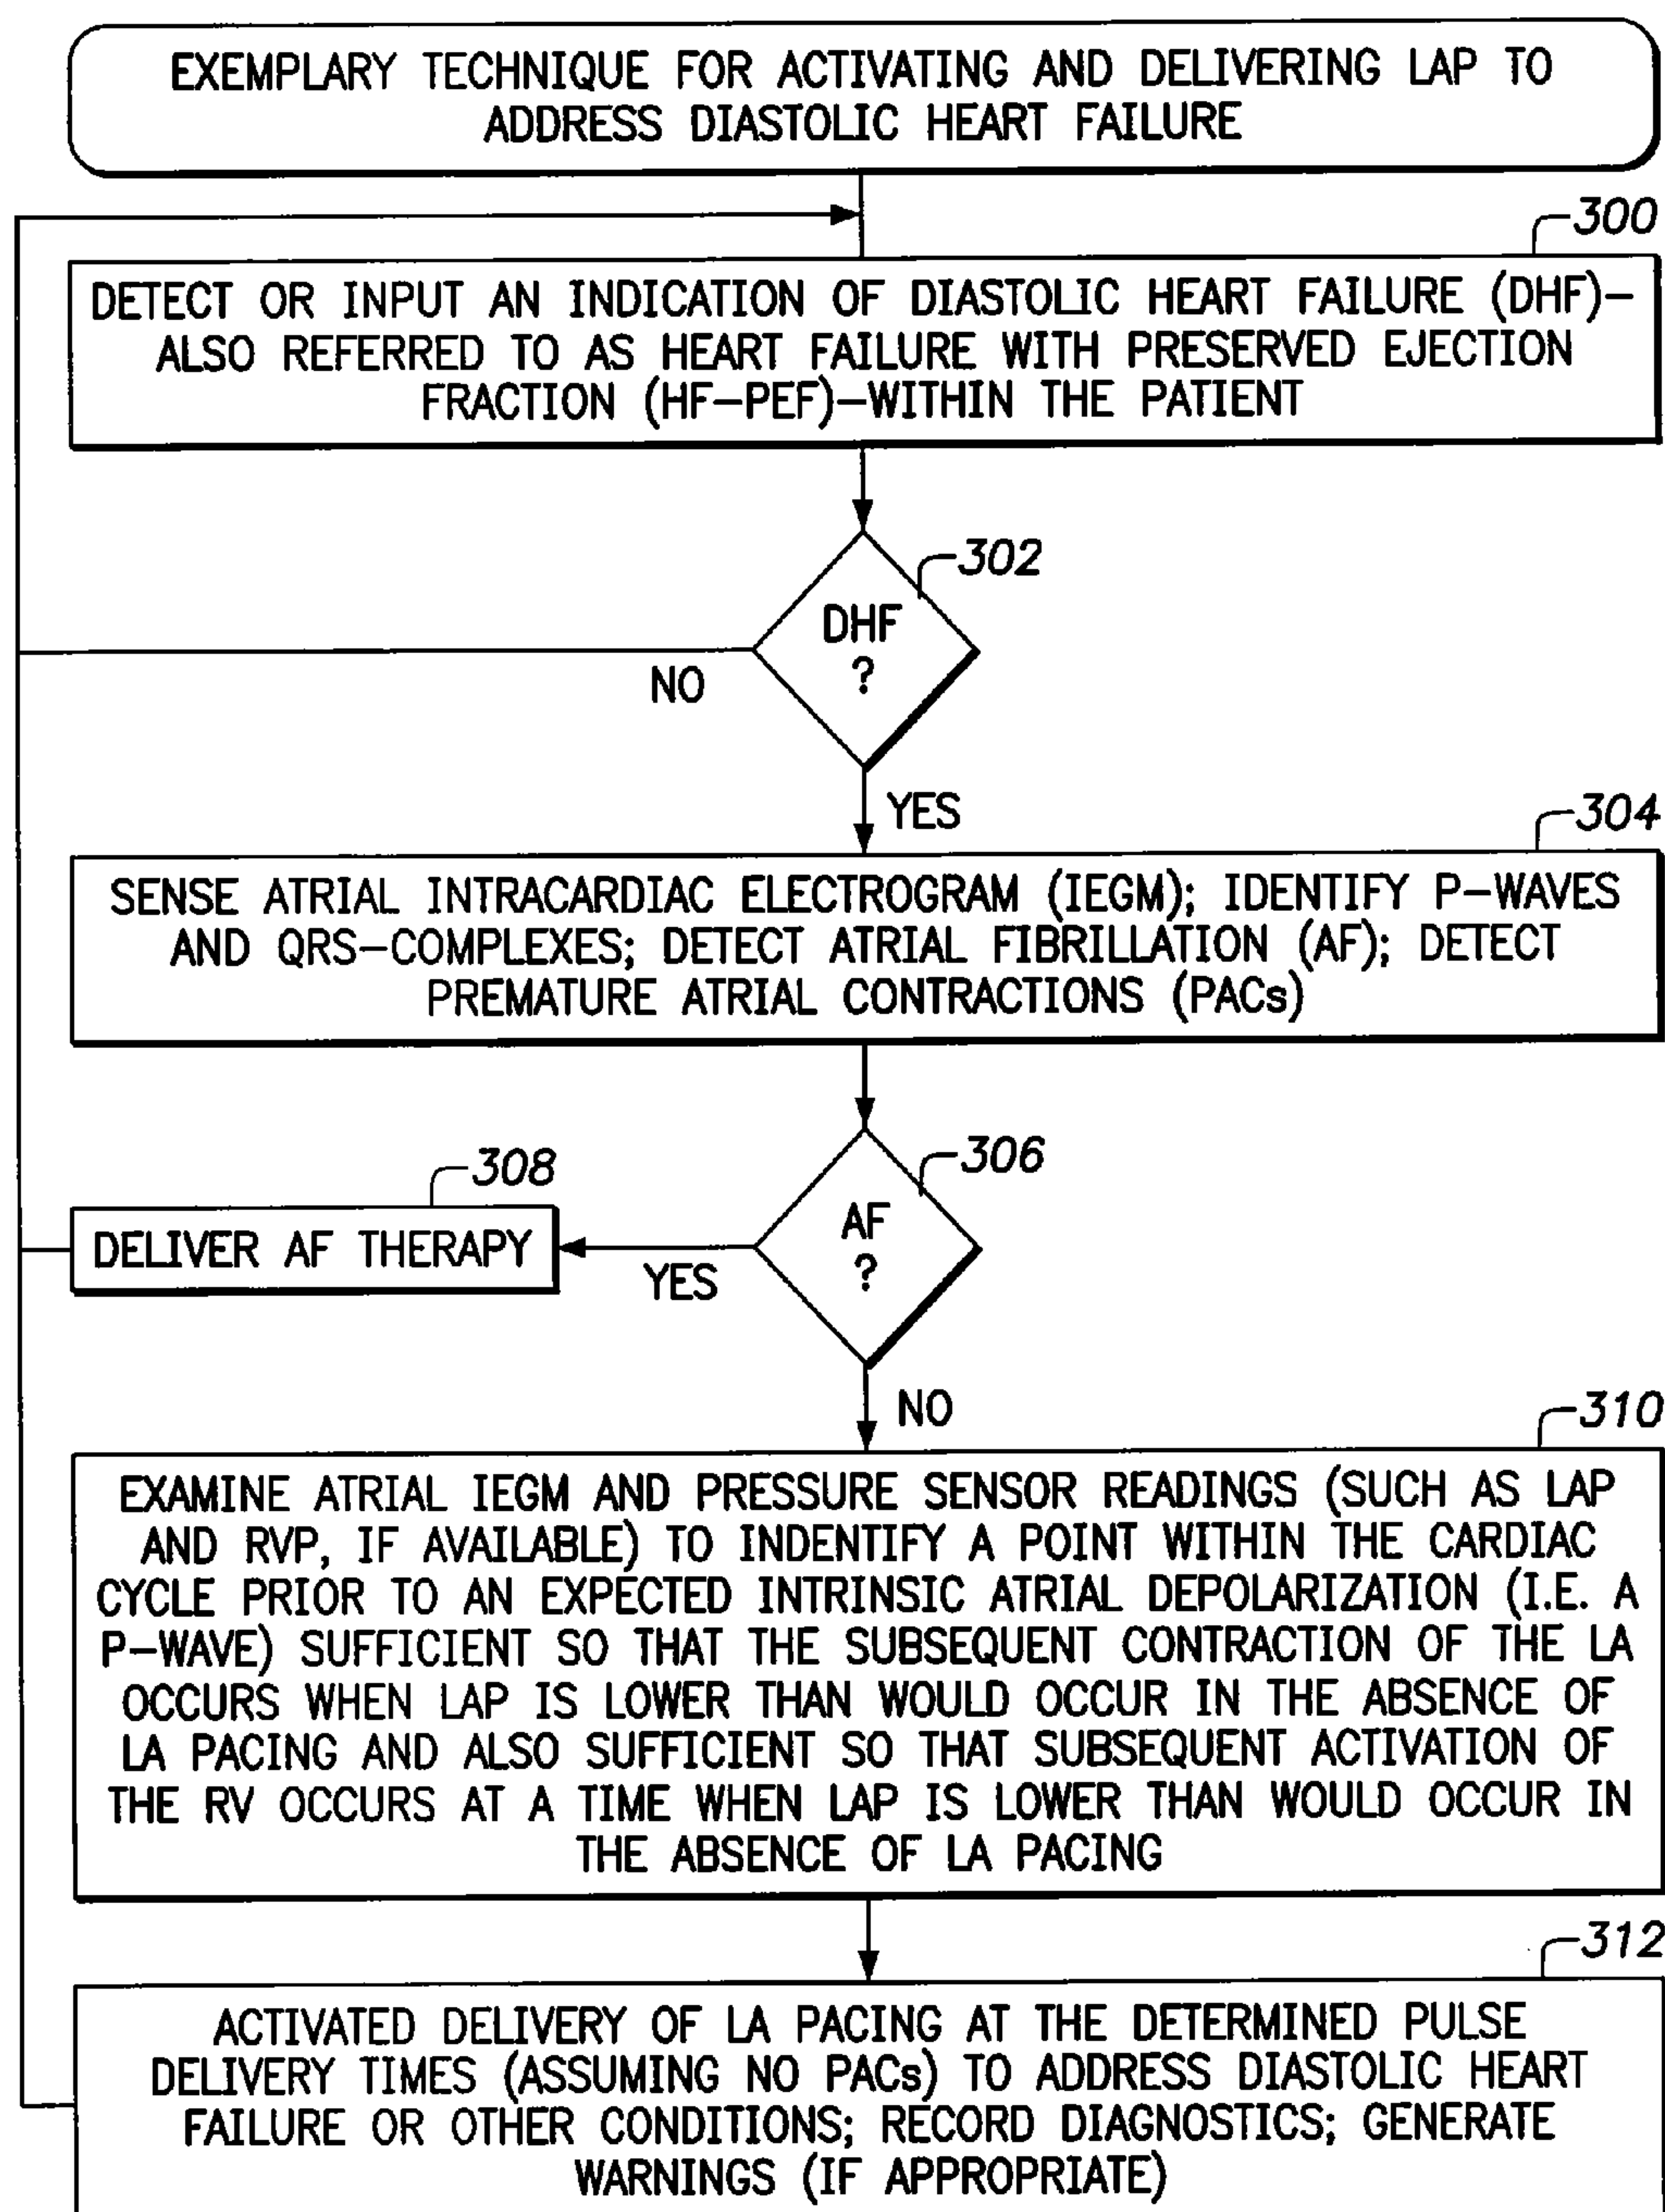 EXEMPLARY TECHNIQUE FOR ACTIVATING AND DELIVERING LAP TO
ADDRESS DIASTOLIC HEART FAILURE
300
DETECT OR INPUT AN INDICATION OF DIASTOLIC HEART FAILURE (DHF)–
ALSO REFERRED TO AS HEART FAILURE WITH PRESERVED EJECTION
FRACTION (HF–PEF)–WITHIN THE PATIENT
302
DHF
?
NO
YES
304
SENSE ATRIAL INTRACARDIAC ELECTROGRAM (IEGM); IDENTIFY P–WAVES
AND QRS–COMPLEXES; DETECT ATRIAL FIBRILLATION (AF); DETECT
PREMATURE ATRIAL CONTRACTIONS (PACs)
306
308
AF
?
DELIVER AF THERAPY
YES
NO
310
EXAMINE ATRIAL IEGM AND PRESSURE SENSOR READINGS (SUCH AS LAP
AND RVP, IF AVAILABLE) TO INDENTIFY A POINT WITHIN THE CARDIAC
CYCLE PRIOR TO AN EXPECTED INTRINSIC ATRIAL DEPOLARIZATION (I.E. A
P–WAVE) SUFFICIENT SO THAT THE SUBSEQUENT CONTRACTION OF THE LA
OCCURS WHEN LAP IS LOWER THAN WOULD OCCUR IN THE ABSENCE OF
LA PACING AND ALSO SUFFICIENT SO THAT SUBSEQUENT ACTIVATION OF
THE RV OCCURS AT A TIME WHEN LAP IS LOWER THAN WOULD OCCUR IN
THE ABSENCE OF LA PACING
312
ACTIVATED DELIVERY OF LA PACING AT THE DETERMINED PULSE
DELIVERY TIMES (ASSUMING NO PACs) TO ADDRESS DIASTOLIC HEART
FAILURE OR OTHER CONDITIONS; RECORD DIAGNOSTICS; GENERATE
WARNINGS (IF APPROPRIATE)